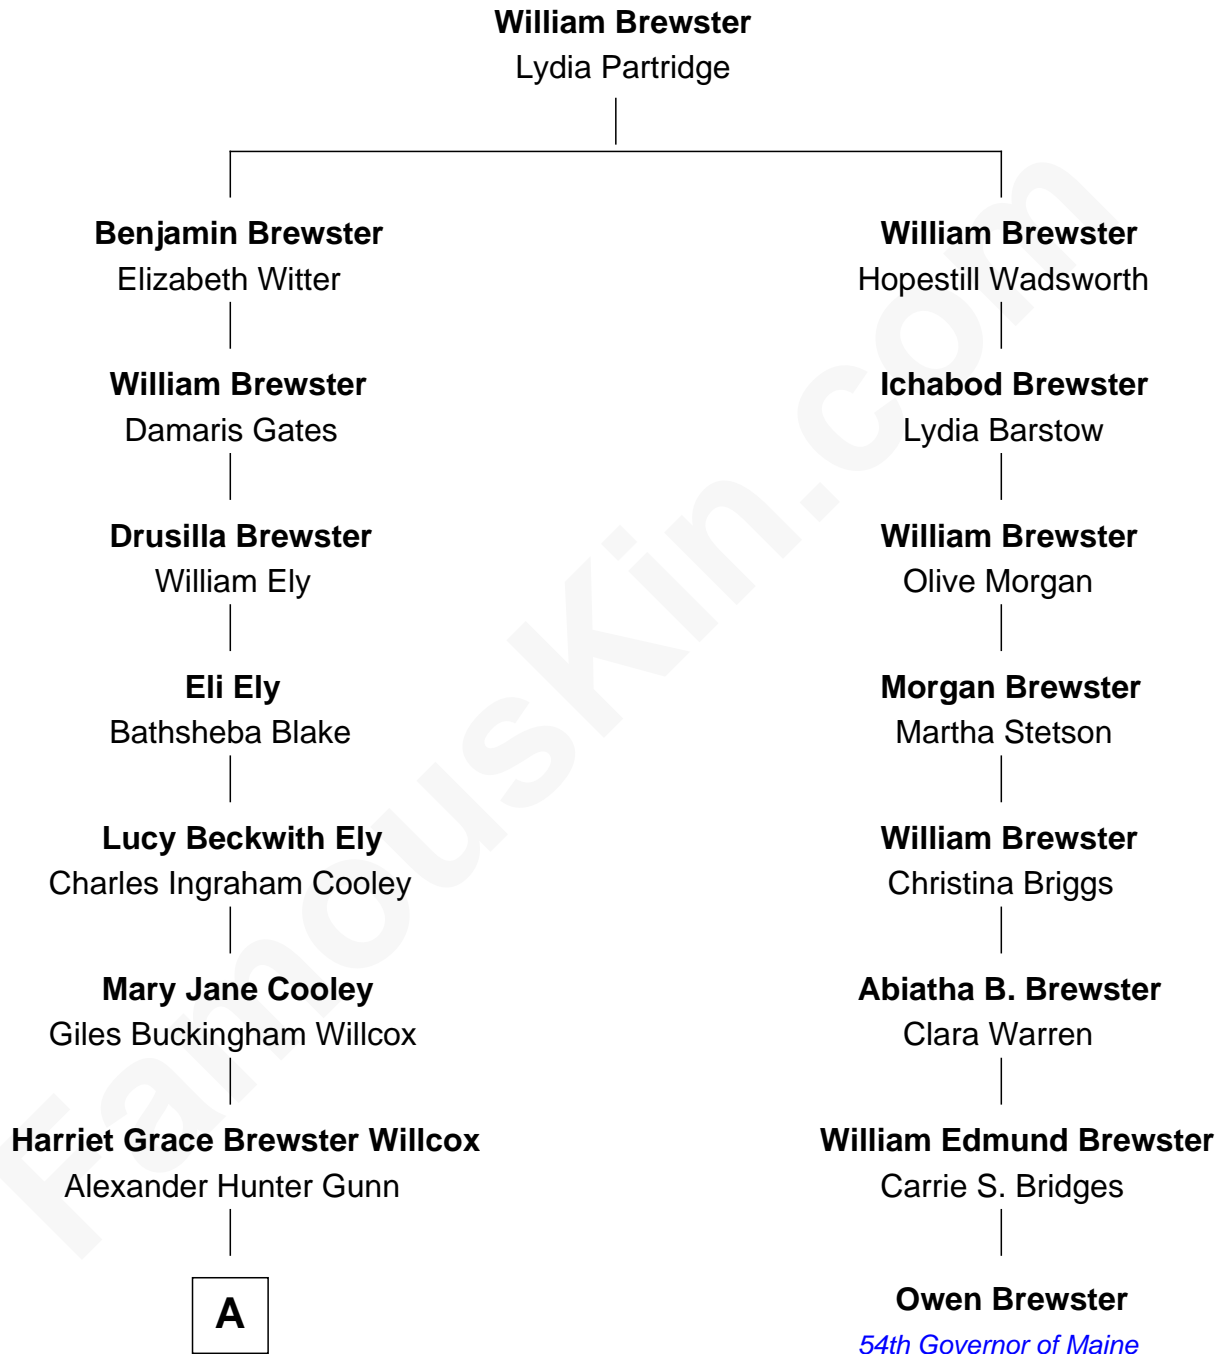 William Brewster
Lydia Partridge
Benjamin Brewster
Elizabeth Witter
William Brewster
Hopestill Wadsworth
William Brewster
Damaris Gates
Ichabod Brewster
Lydia Barstow
Drusilla Brewster
William Ely
William Brewster
Olive Morgan
Eli Ely
Bathsheba Blake
Morgan Brewster
Martha Stetson
Lucy Beckwith Ely
Charles Ingraham Cooley
William Brewster
Christina Briggs
Mary Jane Cooley
Giles Buckingham Willcox
Abiatha B. Brewster
Clara Warren
Harriet Grace Brewster Willcox
Alexander Hunter Gunn
William Edmund Brewster
Carrie S. Bridges
A
Owen Brewster
54th Governor of Maine
FamousKin.com